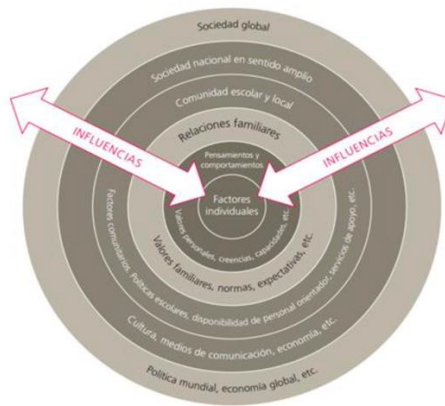 Sociedad global
Sociedad nacional en sentido amplio
Comunidad escolar y local
Relaciones familiares
INFLUENCIAS
INFLUENCIAS
Pensamientos y
comportamientos
Factores
individuales
Valores personales, creencias, capacidades, etc.
Valores familiares, normas, expectativas, etc.
Factores comunitarios, Políticas escolares, disponibilidad de personal orientador, servicios de apoyo, etc.
Cultura, medios de comunicación, economía, etc.
Política mundial, economía global, etc.